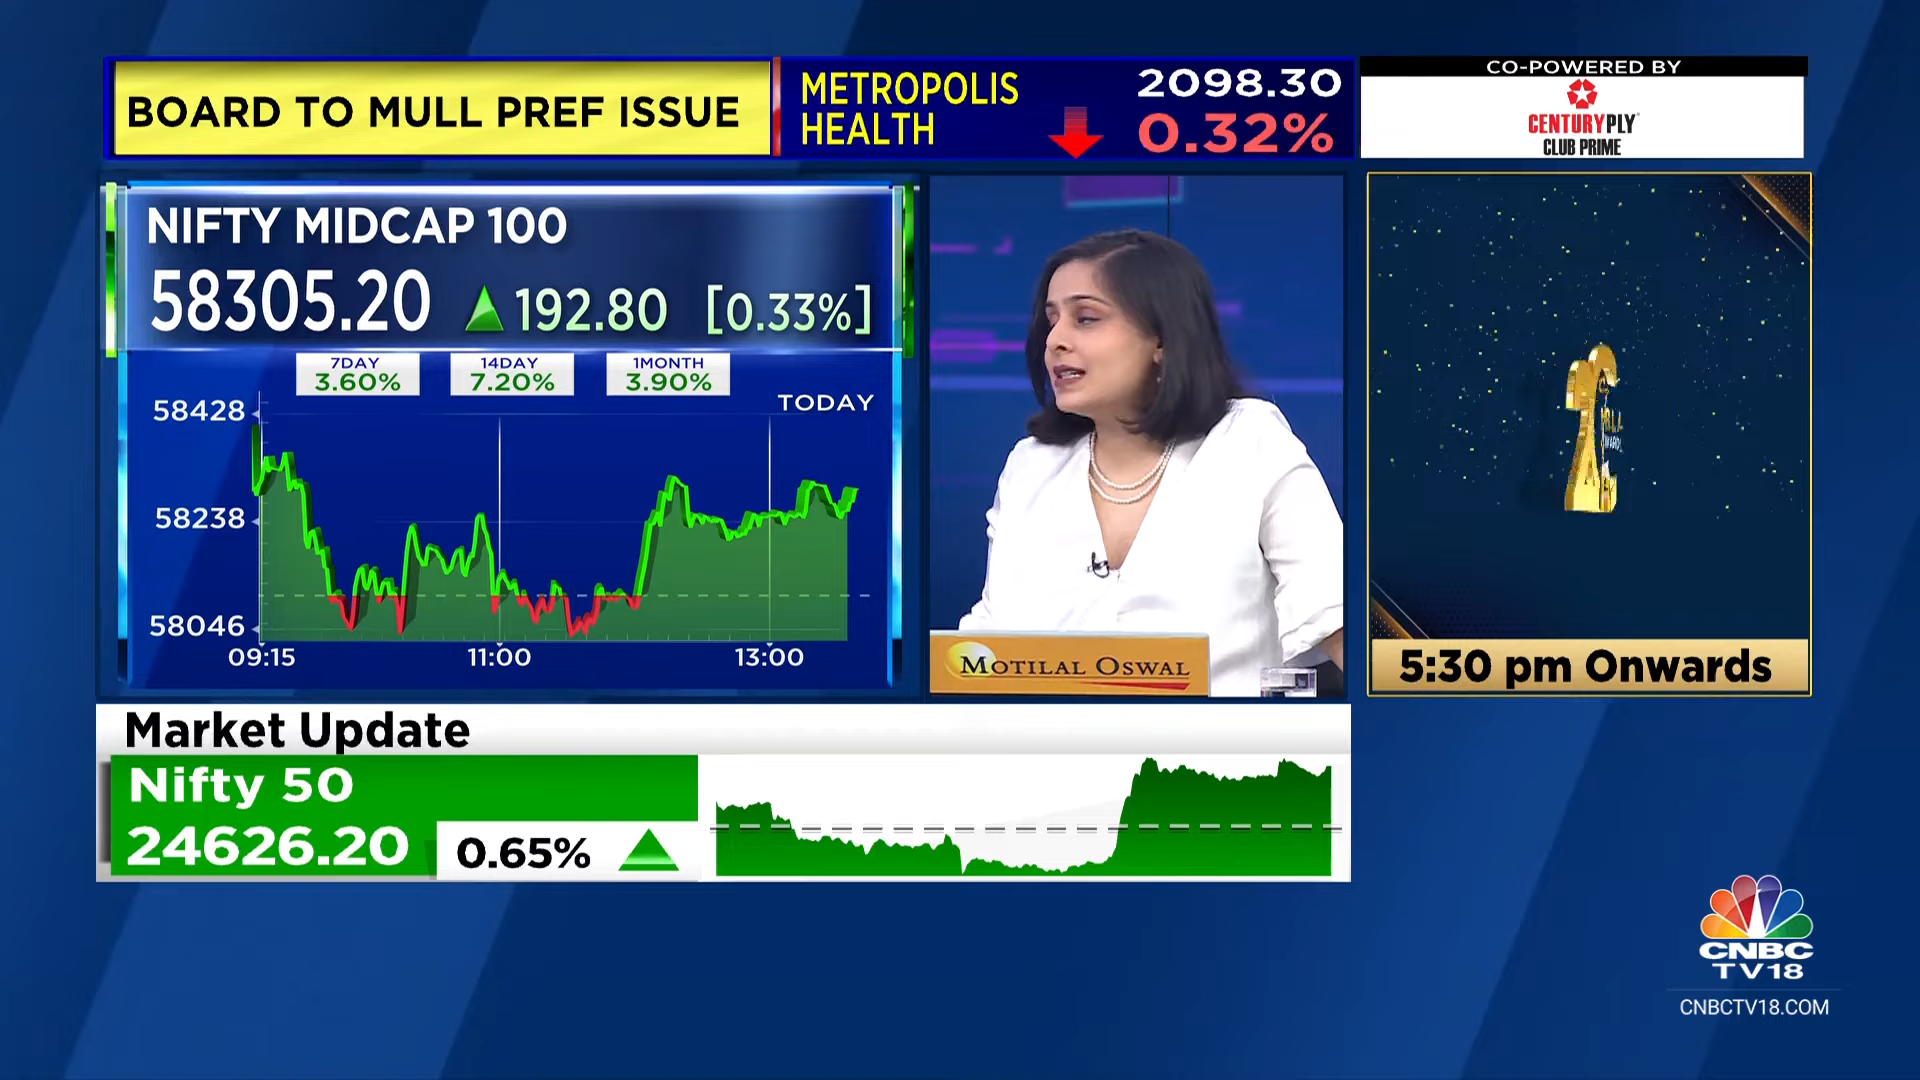 BOARD TO MULL PREF ISSUE
METROPOLIS
HEALTH
2098.30
0.32%
CO-POWERED BY
CENTURYPLY
CLUB PRIME
NIFTY MIDCAP 100
58305.20 192.80 [0.33%]
7DAY
3.60%
14DAY
7.20%
1MONTH
3.90%
TODAY
58428
58238
58046
09:15 11:00 13:00
MOTILAL OSWAL
5:30 pm Onwards
Market Update
Nifty 50
24626.20 0.65%
CNBC
TV18
CNBCTV18.COM